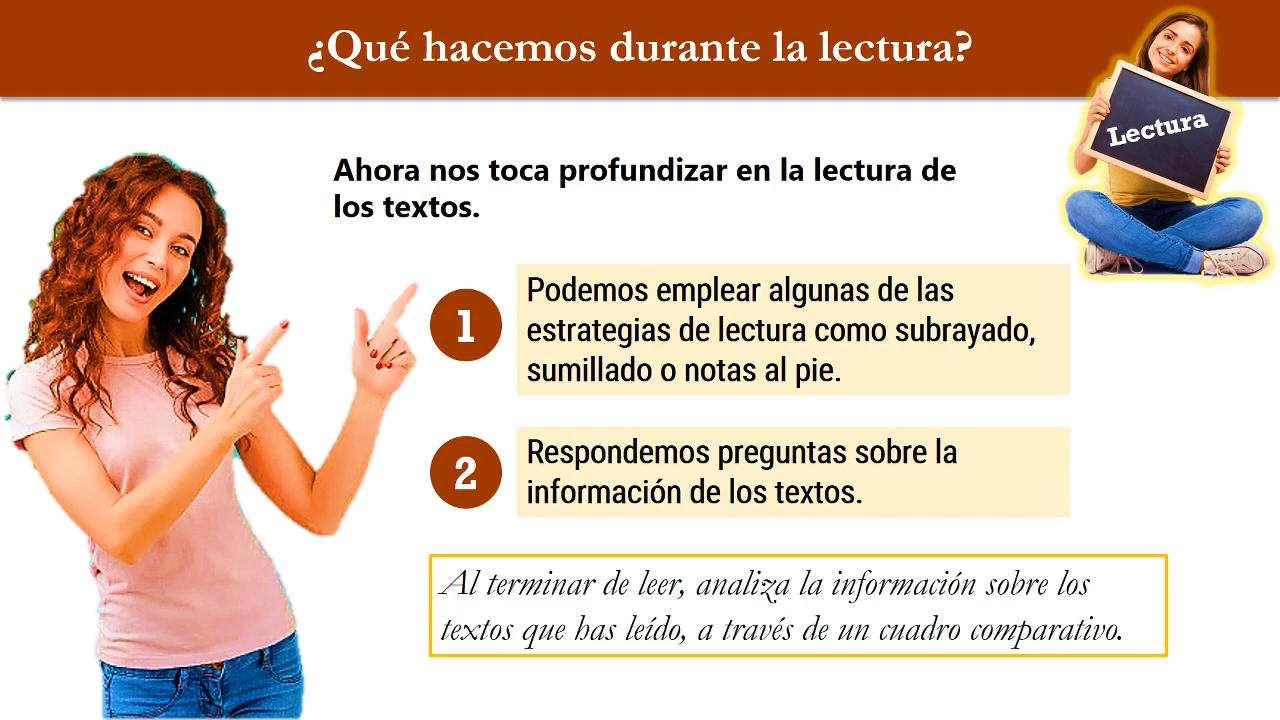 ¿Qué hacemos durante la lectura?
Lectura
Ahora nos toca profundizar en la lectura de
los textos.
1
Podemos emplear algunas de las
estrategias de lectura como subrayado,
sumillado o notas al pie.
2
Respondemos preguntas sobre la
información de los textos.
Al terminar de leer, analiza la información sobre los
textos que has leído, a través de un cuadro comparativo.